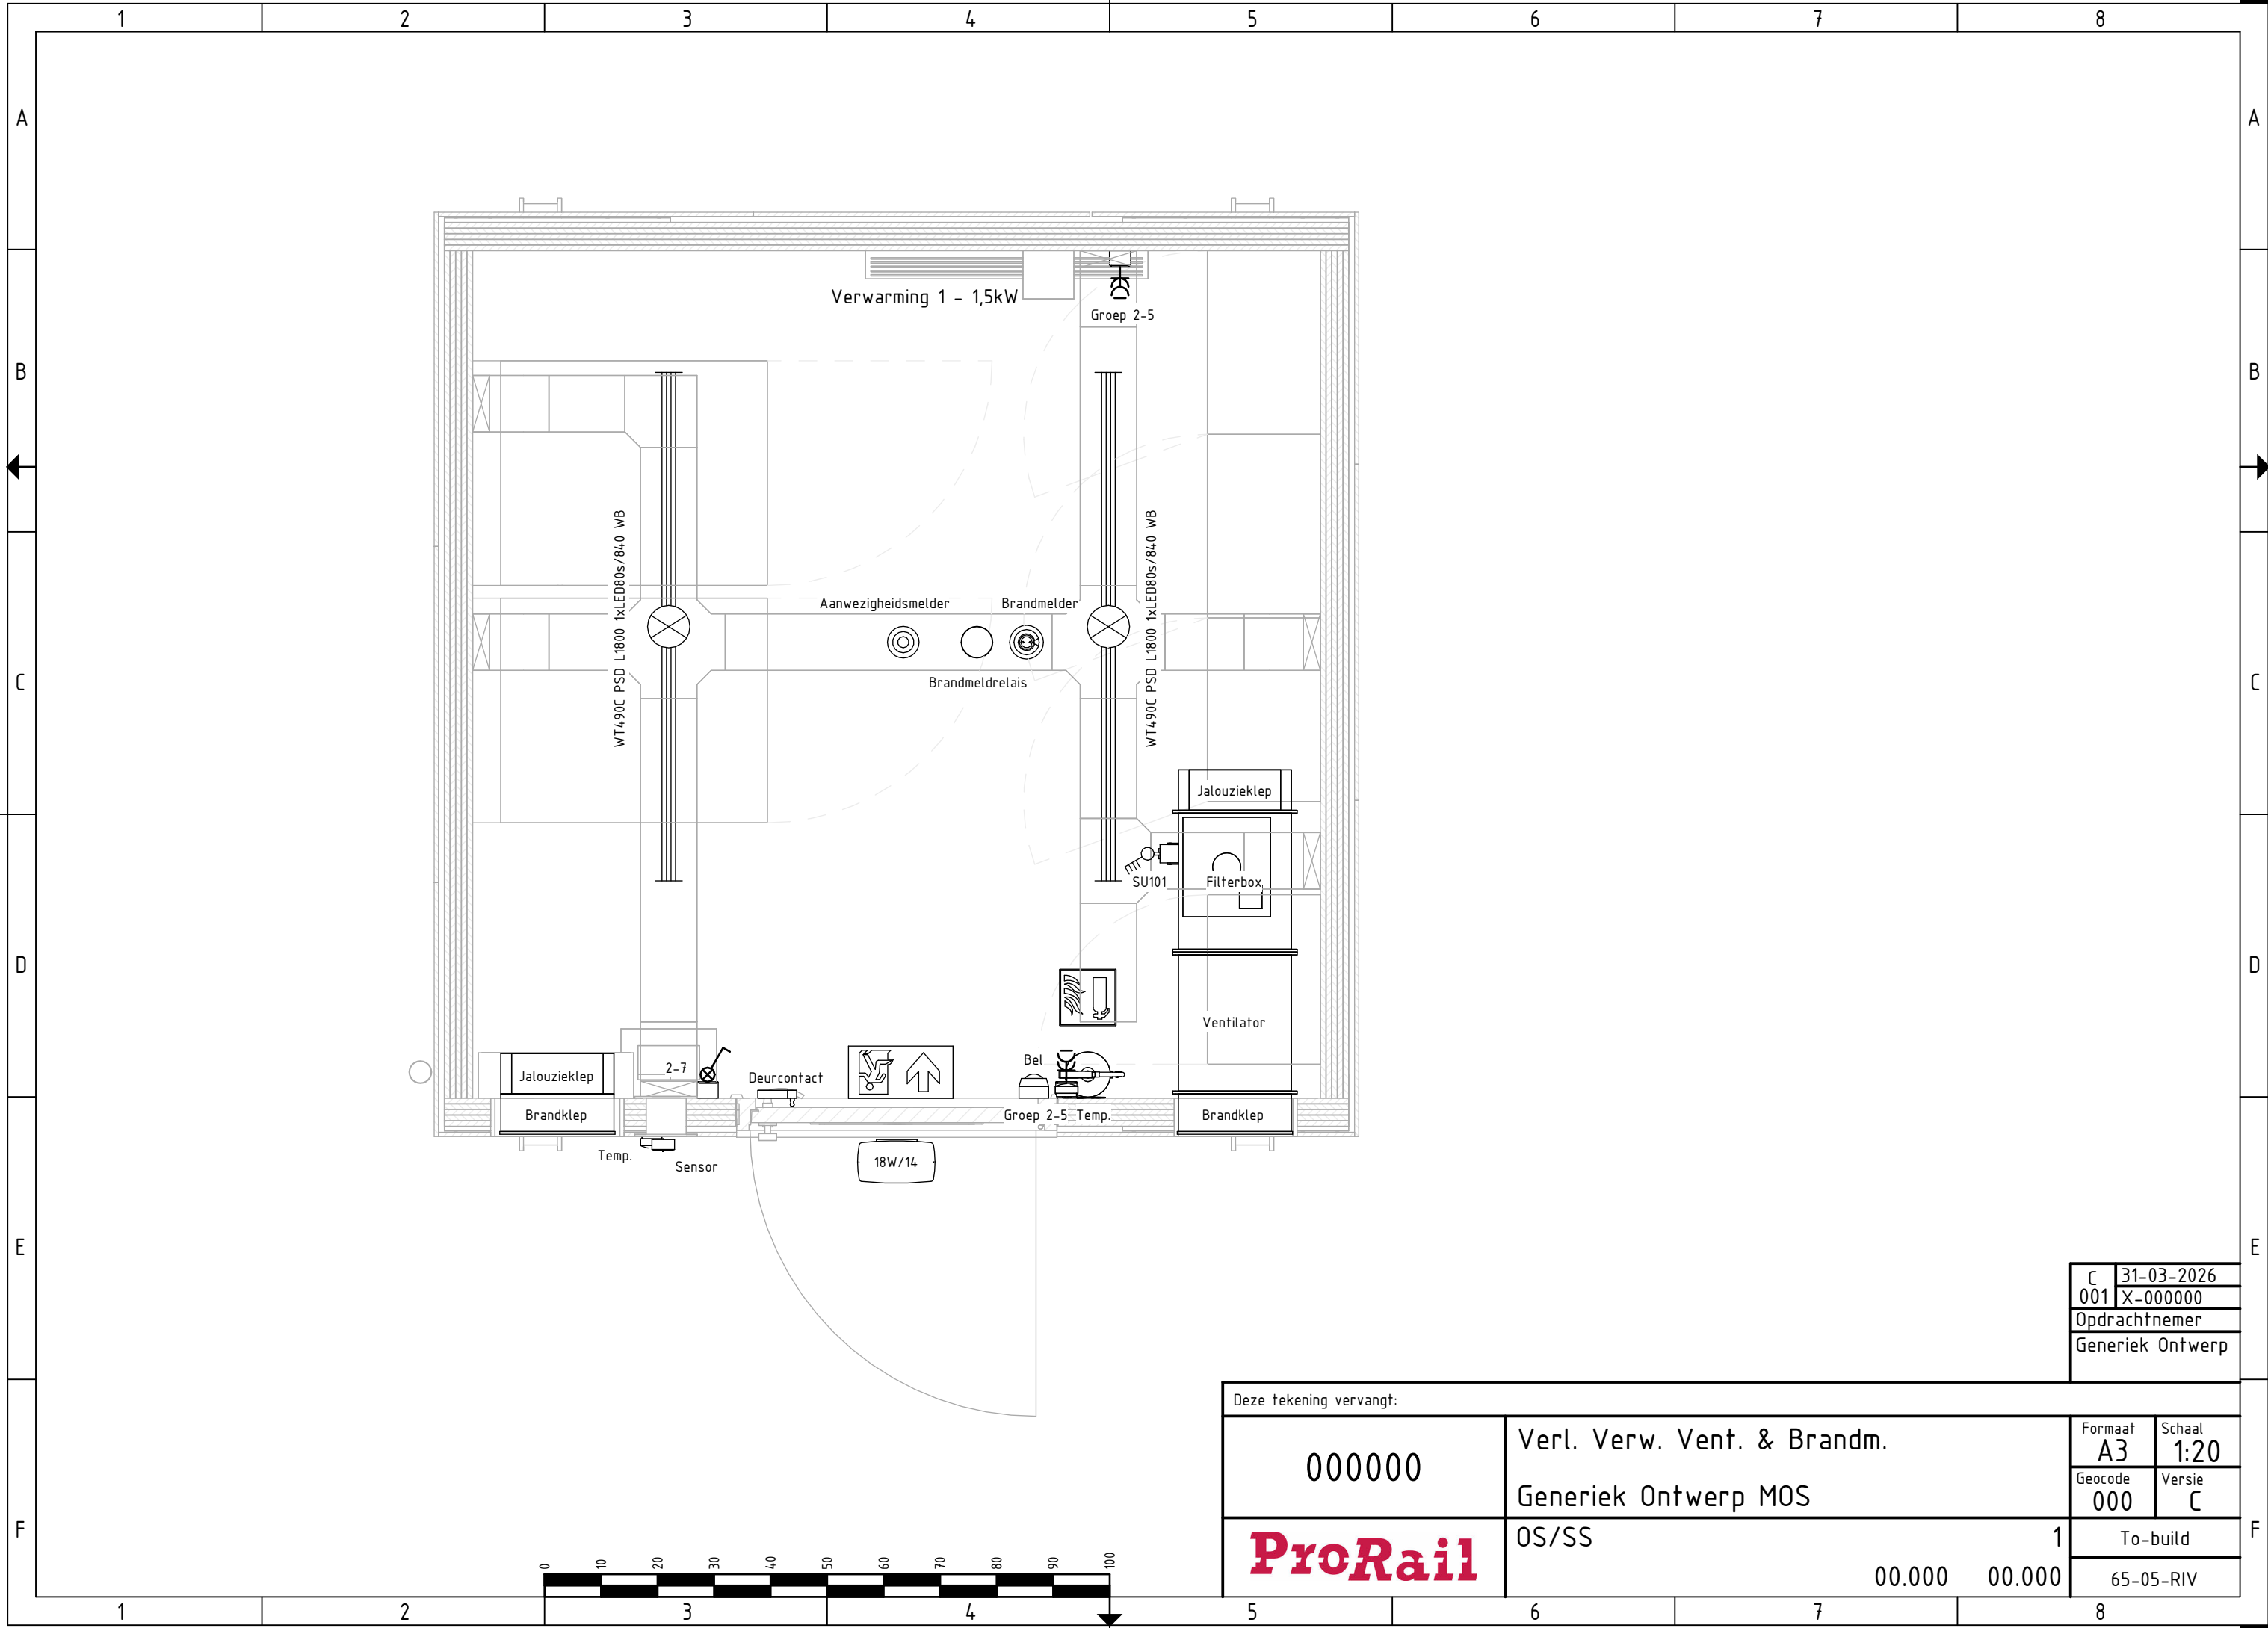 1 2 3 4 5 6 7 8
A A
B B
C C
D D
E E
F F
Verwarming 1 - 1,5kW
Groep 2-5
WT490C PSD L1800 1xLED80s/840 WB
WT490C PSD L1800 1xLED80s/840 WB
Aanwezigheidsmelder
Brandmelder
Brandmeldrelais
Jalouzieklep
SU101
Filterbox
Ventilator
Brandklep
Jalouzieklep
Brandklep
2-7
Deurcontact
Bel
Groep 2-5
Temp.
Temp.
Sensor
18W/14
C
001
31-03-2026
X-000000
Opdrachtnemer
Generiek Ontwerp
Deze tekening vervangt:
000000
Verl. Verw. Vent. & Brandm.
Generiek Ontwerp MOS
Formaat
A3
Schaal
1:20
Geocode
000
Versie
C
ProRail
OS/SS
1
00.000 00.000
To-build
65-05-RIV
0 10 20 30 40 50 60 70 80 90 100
1 2 3 4 5 6 7 8